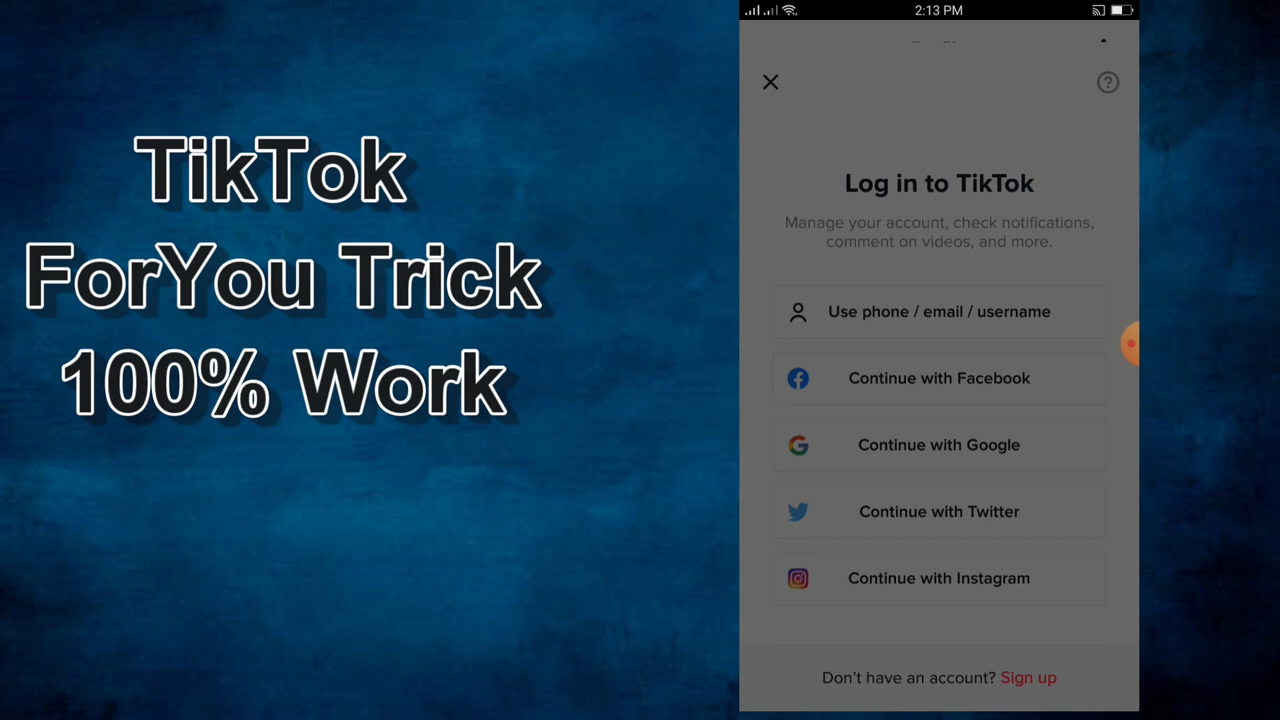 TikTok
ForYou Trick
100% Work
2:13 PM
Log in to TikTok
Manage your account, check notifications,
comment on videos, and more.
Use phone / email / username
Continue with Facebook
Continue with Google
Continue with Twitter
Continue with Instagram
Don’t have an account? Sign up